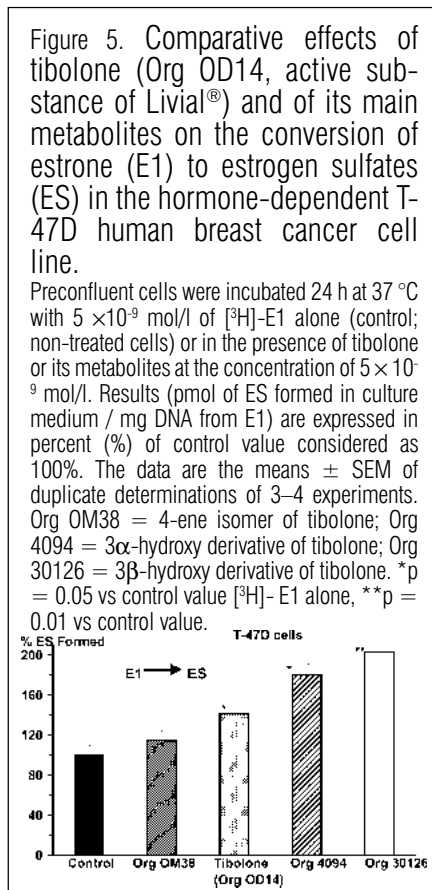 Figure 5. Comparative effects of
tibolone (Org OD14, active sub-
stance of Livial®) and of its main
metabolites on the conversion of
estrone (E1) to estrogen sulfates
(ES) in the hormone-dependent T-
47D human breast cancer cell
line.
Preconfluent cells were incubated 24 h at 37 °C
with 5 ×10-9 mol/l of [³H]-E1 alone (control;
non-treated cells) or in the presence of tibolone
or its metabolites at the concentration of 5 × 10-
9 mol/l. Results (pmol of ES formed in culture
medium / mg DNA from E1) are expressed in
percent (%) of control value considered as
100%. The data are the means ± SEM of
duplicate determinations of 3–4 experiments.
Org OM38 = 4-ene isomer of tibolone; Org
4094 = 3α-hydroxy derivative of tibolone; Org
30126 = 3β-hydroxy derivative of tibolone. *p
= 0.05 vs control value [³H]- E1 alone, **p =
0.01 vs control value.
% ES Formed
T-47D cells
200
E1 → ES
160
120
80
40
0
Control Org OM38 Tibolone Org 4094 Org 30126
(Org OD14)